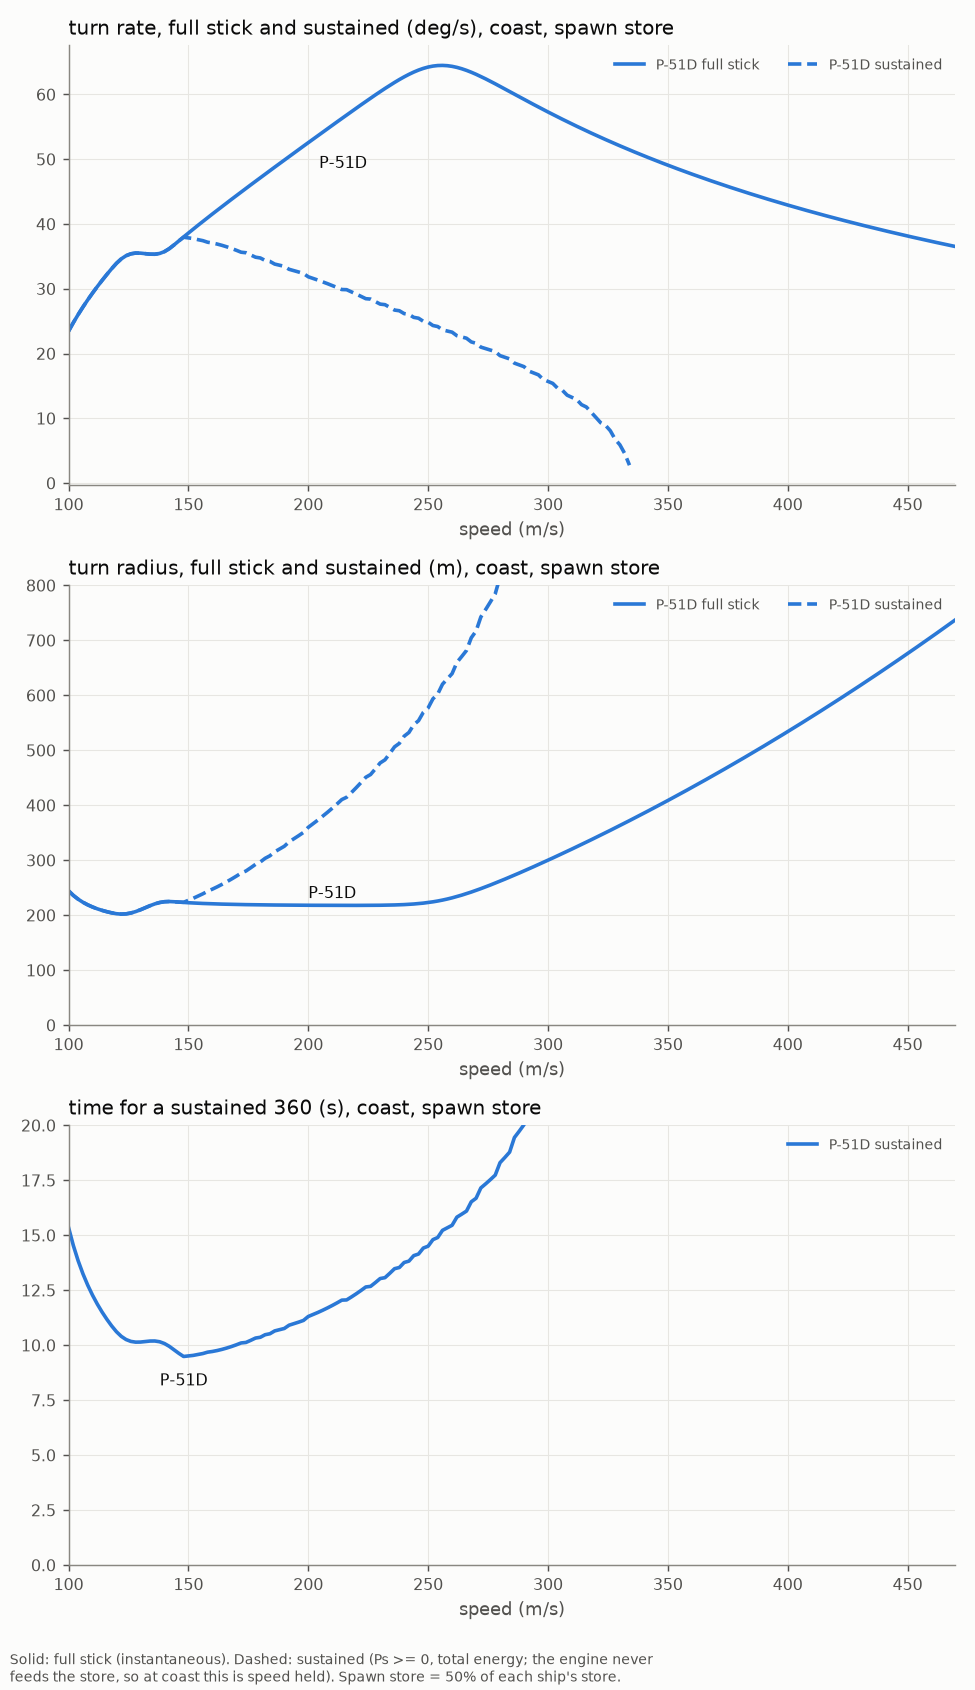 turn rate, full stick and sustained (deg/s), coast, spawn store
P-51D full stick
P-51D sustained
60
50
40
30
20
10
0
P-51D
100 150 200 250 300 350 400 450
speed (m/s)
turn radius, full stick and sustained (m), coast, spawn store
P-51D full stick
P-51D sustained
800
700
600
500
400
300
200
100
0
P-51D
100 150 200 250 300 350 400 450
speed (m/s)
time for a sustained 360 (s), coast, spawn store
P-51D sustained
20.0
17.5
15.0
12.5
10.0
7.5
5.0
2.5
0.0
P-51D
100 150 200 250 300 350 400 450
speed (m/s)
Solid: full stick (instantaneous). Dashed: sustained (Ps >= 0, total energy; the engine never
feeds the store, so at coast this is speed held). Spawn store = 50% of each ship's store.